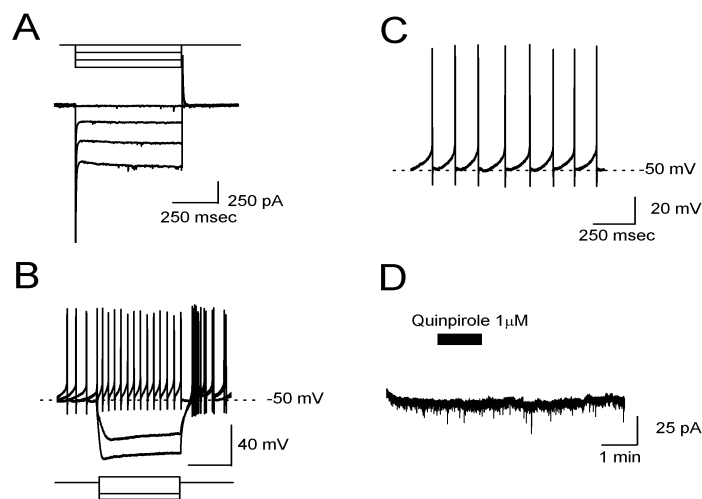 A
250 pA
250 msec
B
-50 mV
40 mV
C
-50 mV
20 mV
250 msec
D
Quinpirole 1µM
25 pA
1 min